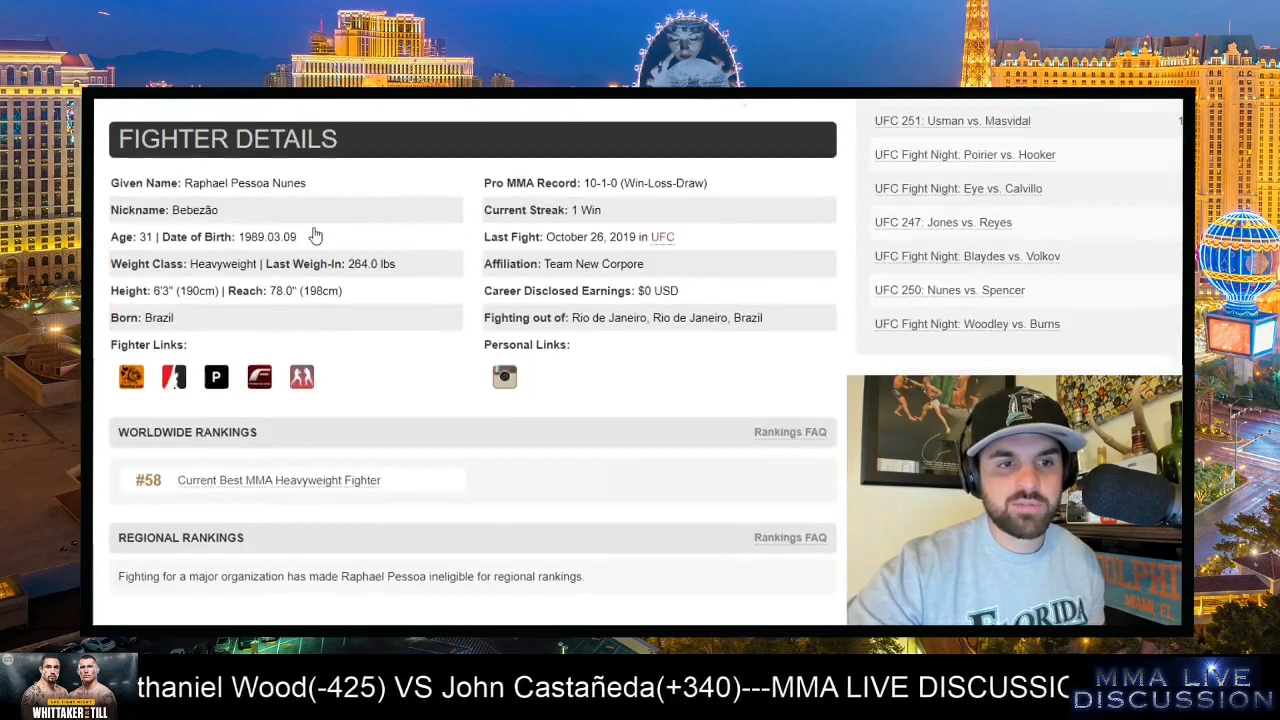 FIGHTER DETAILS
Given Name: Raphael Pessoa Nunes
Nickname: Bebezão
Age: 31 | Date of Birth: 1989.03.09
Weight Class: Heavyweight | Last Weigh-In: 264.0 lbs
Height: 6'3" (190cm) | Reach: 78.0" (198cm)
Born: Brazil
Fighter Links:
P
Pro MMA Record: 10-1-0 (Win-Loss-Draw)
Current Streak: 1 Win
Last Fight: October 26, 2019 in UFC
Affiliation: Team New Corpore
Career Disclosed Earnings: $0 USD
Fighting out of: Rio de Janeiro, Rio de Janeiro, Brazil
Personal Links:
WORLDWIDE RANKINGS
Rankings FAQ
#58 Current Best MMA Heavyweight Fighter
REGIONAL RANKINGS
Rankings FAQ
Fighting for a major organization has made Raphael Pessoa ineligible for regional rankings.
UFC 251: Usman vs. Masvidal
UFC Fight Night: Poirier vs. Hooker
UFC Fight Night: Eye vs. Calvillo
UFC 247: Jones vs. Reyes
UFC Fight Night: Blaydes vs. Volkov
UFC 250: Nunes vs. Spencer
UFC Fight Night: Woodley vs. Burns
FLORIDA
MIAMI, FL
WHITTAKER TILL
thaniel Wood(-425) VS John Castañeda(+340)---MMA LIVE DISCUSSIO
MMA LIVE
DISCUSSION